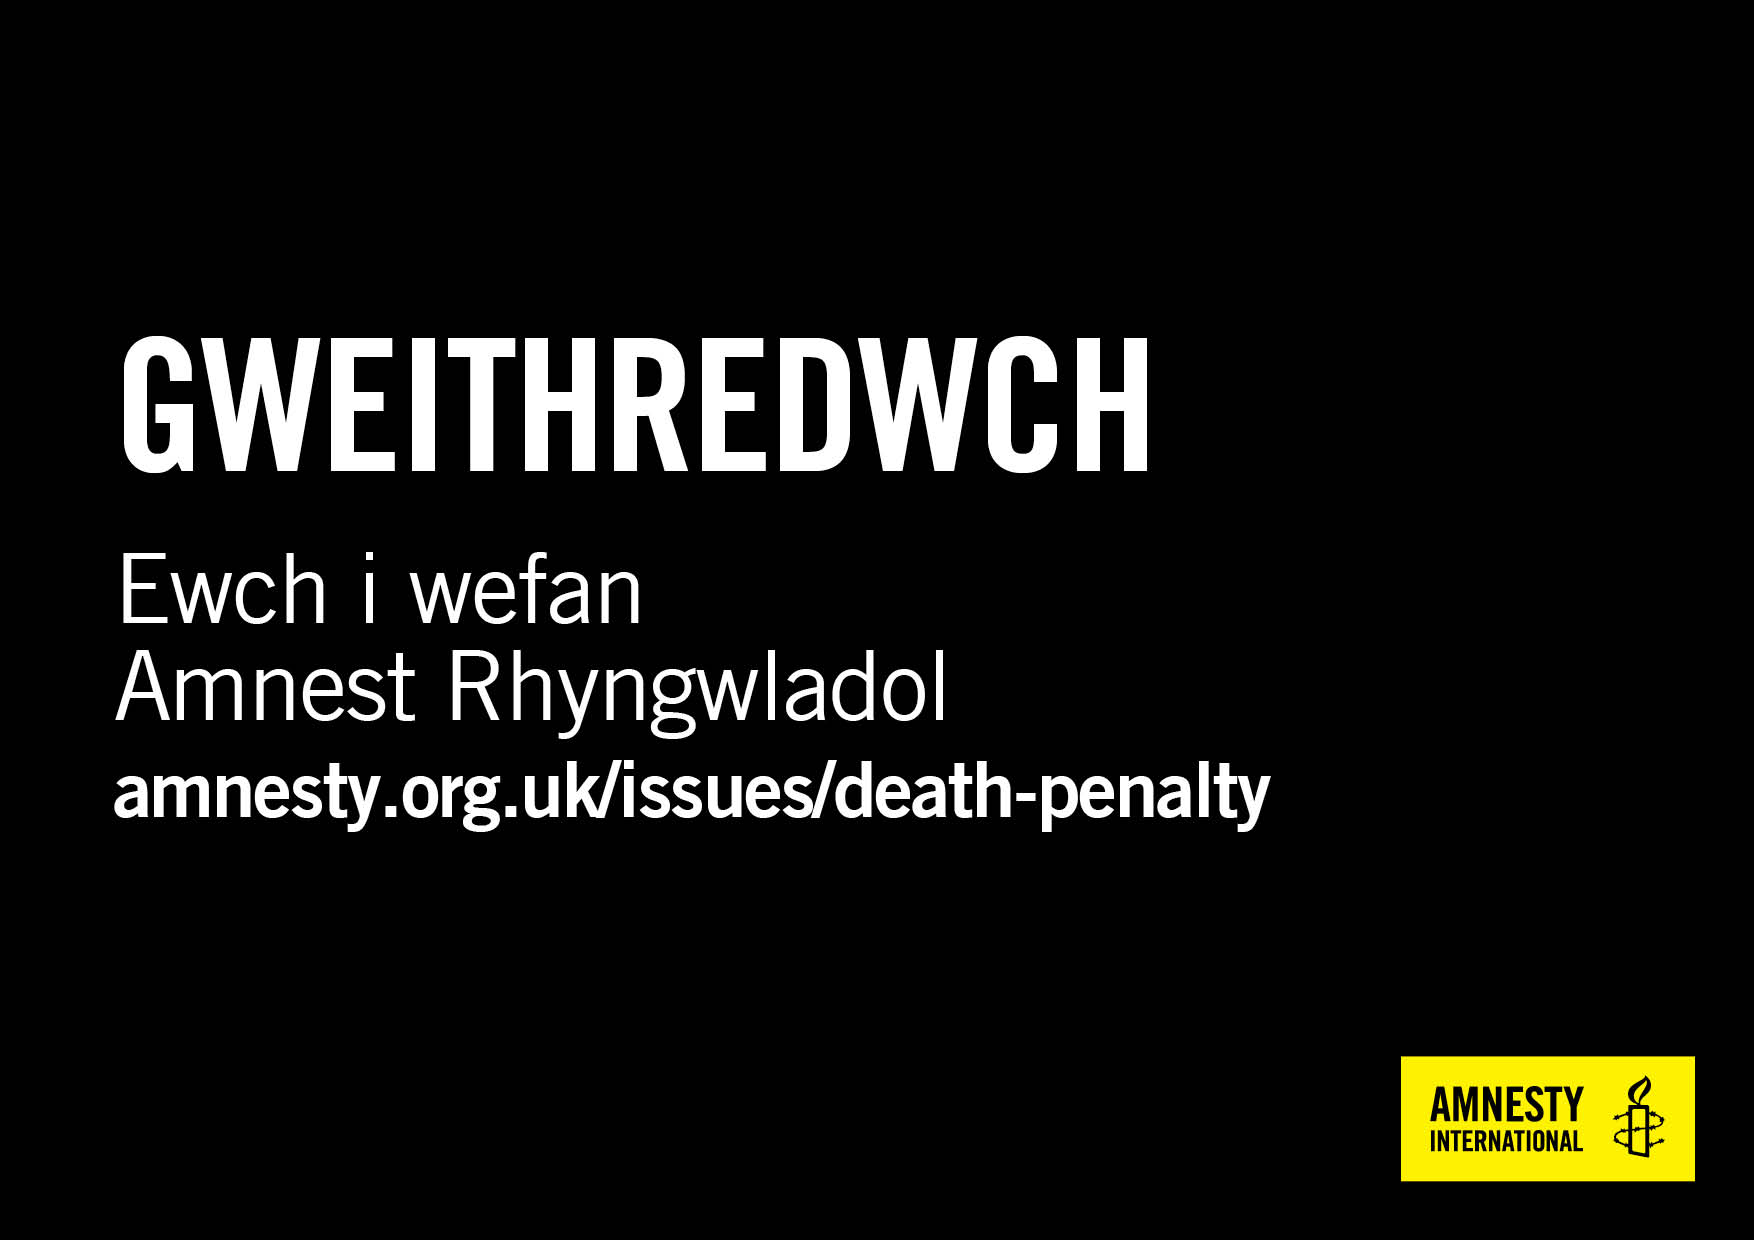 GWEITHREDWCH
Ewch i wefan
Amnest Rhyngwladol
amnesty.org.uk/issues/death-penalty
AMNESTY
INTERNATIONAL